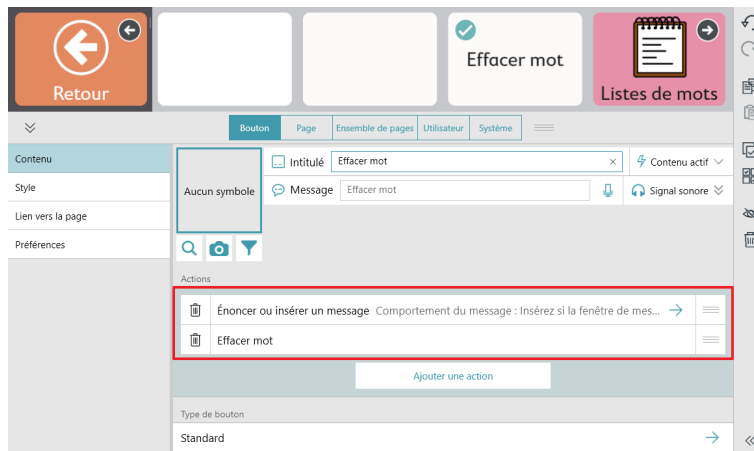 Retour
Effacer mot
Listes de mots
Bouton
Page
Ensemble de pages
Utilisateur
Système
Contenu
Style
Lien vers la page
Préférences
Aucun symbole
Intitulé
Effacer mot
Contenu actif
Message
Effacer mot
Signal sonore
Actions
Énoncer ou insérer un message Comportement du message : Insérez si la fenêtre de mes...
Effacer mot
Ajouter une action
Type de bouton
Standard